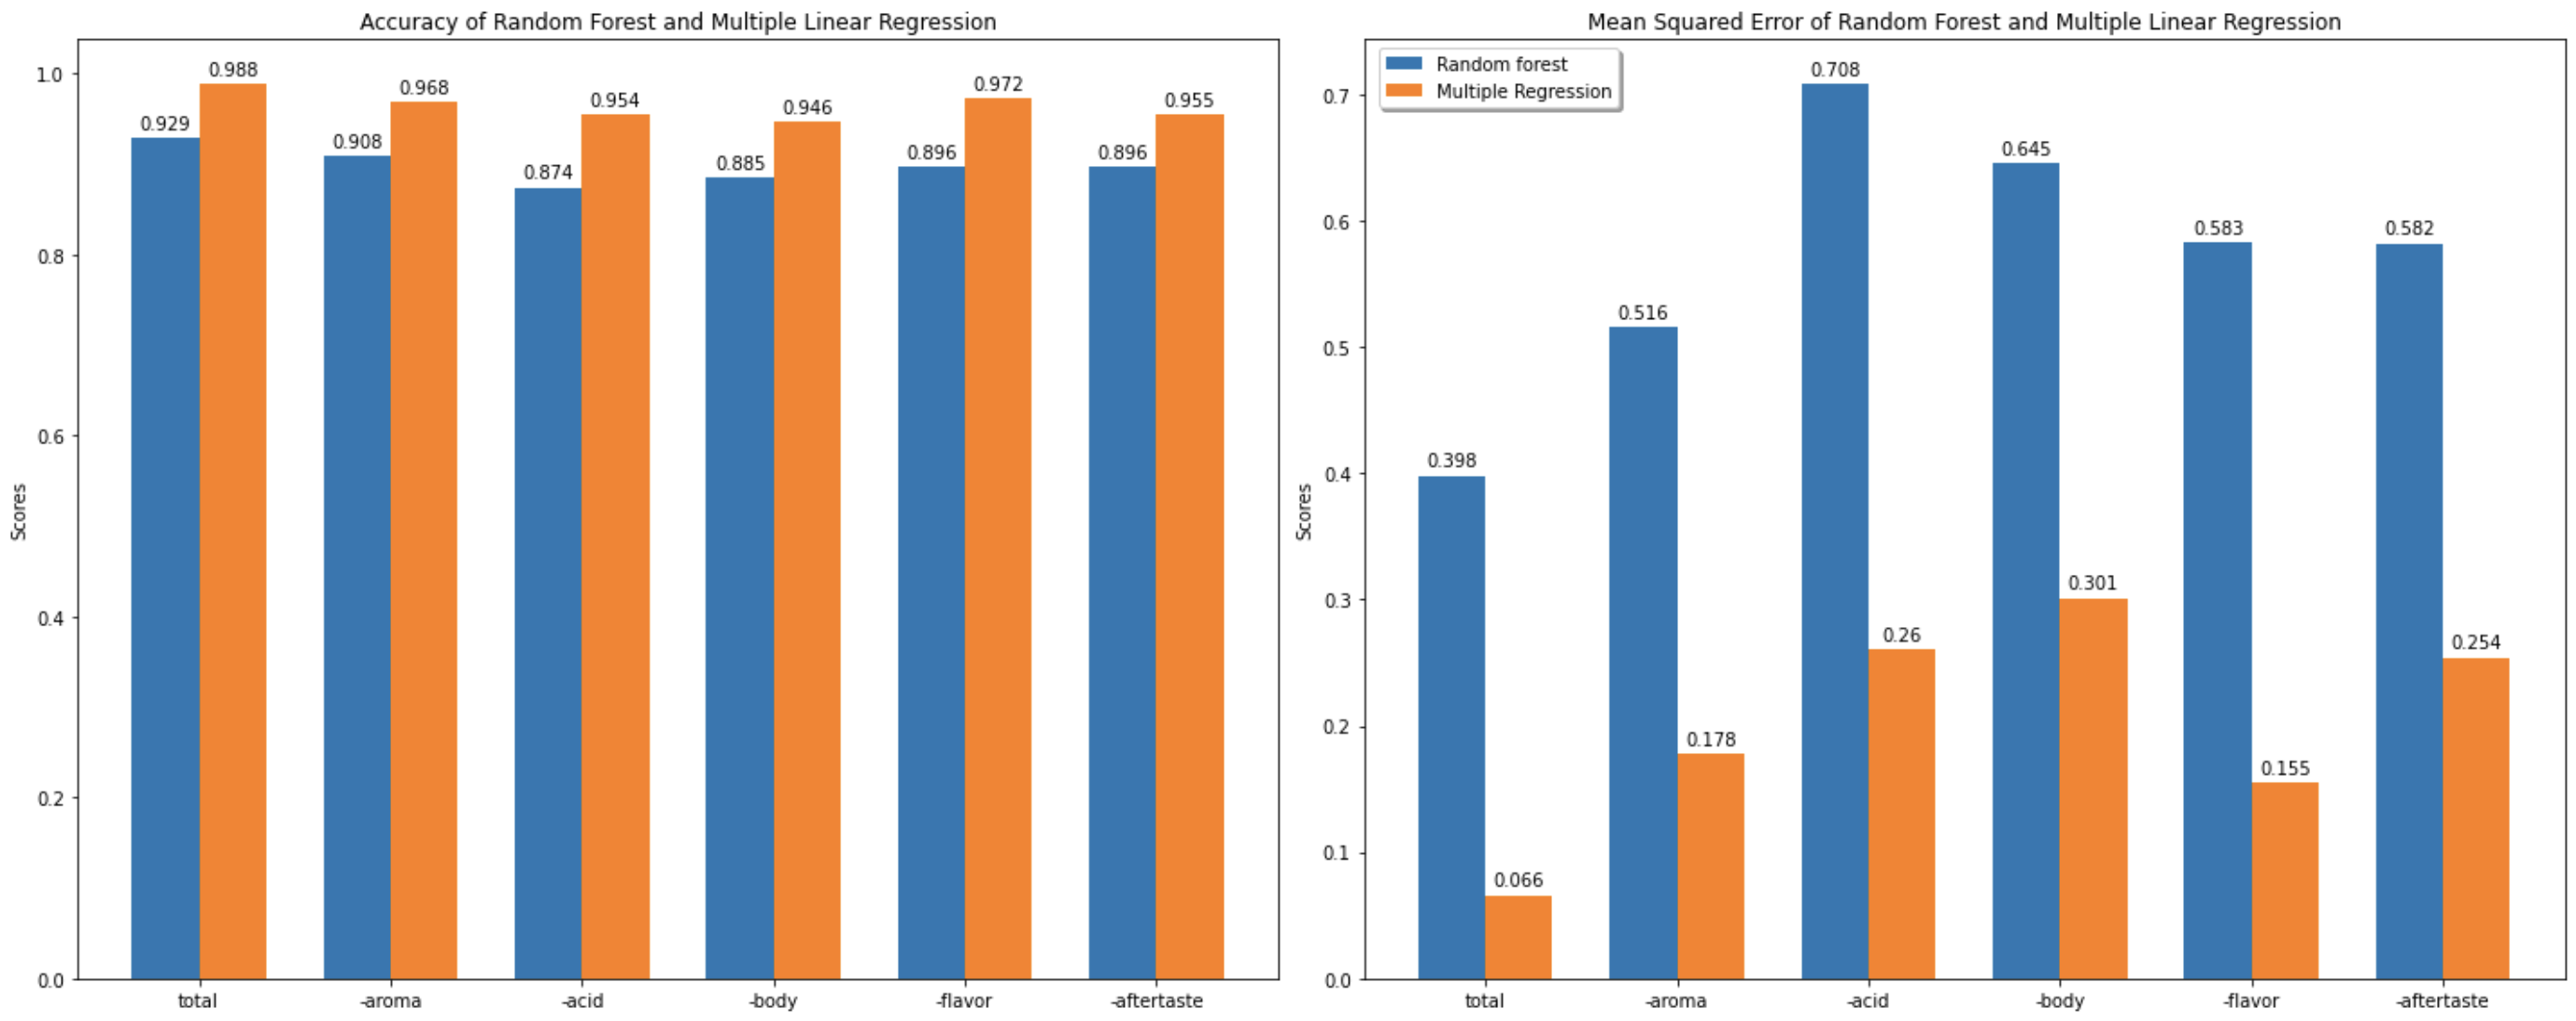 Accuracy of Random Forest and Multiple Linear Regression
Scores
1.0
0.8
0.6
0.4
0.2
0.0
0.929
0.988
0.908
0.968
0.874
0.954
0.885
0.946
0.896
0.972
0.896
0.955
total
-aroma
-acid
-body
-flavor
-aftertaste
Mean Squared Error of Random Forest and Multiple Linear Regression
Random forest
Multiple Regression
Scores
0.7
0.6
0.5
0.4
0.3
0.2
0.1
0.0
0.398
0.066
0.516
0.178
0.708
0.26
0.645
0.301
0.583
0.155
0.582
0.254
total
-aroma
-acid
-body
-flavor
-aftertaste